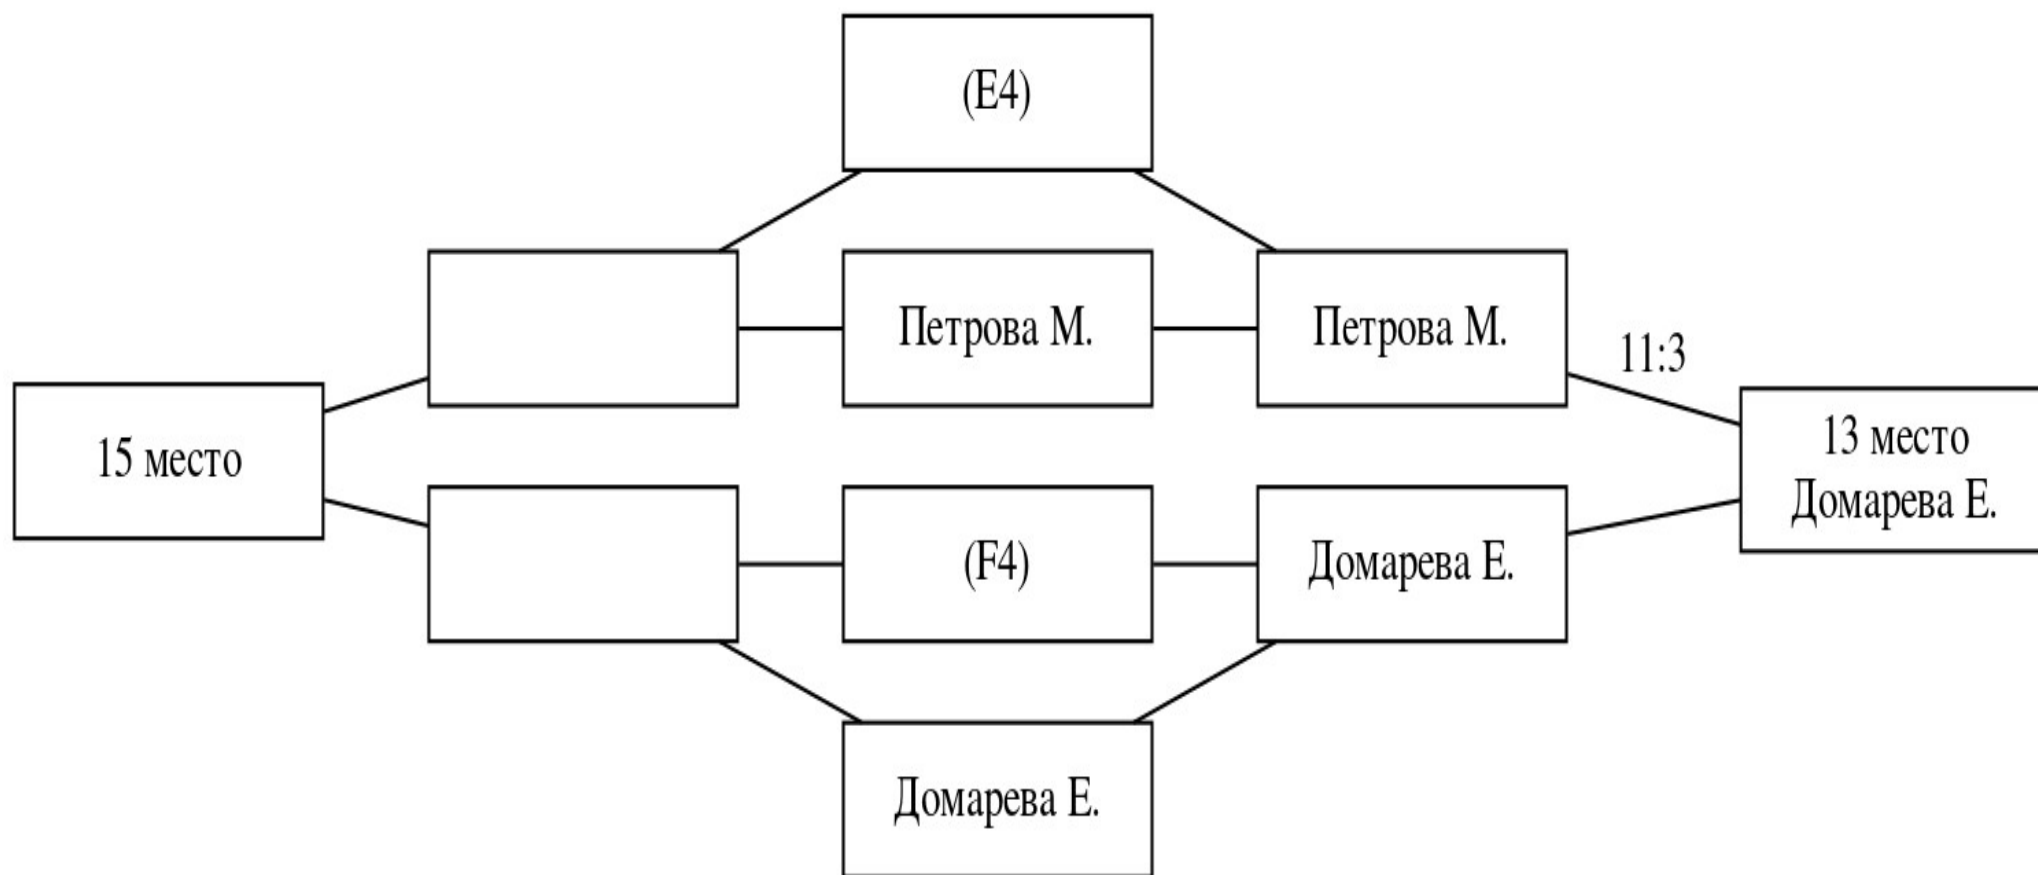 (E4)
Петрова М.
Петрова М.
11:3
15 место
13 место
Домарева Е.
(F4)
Домарева Е.
Домарева Е.